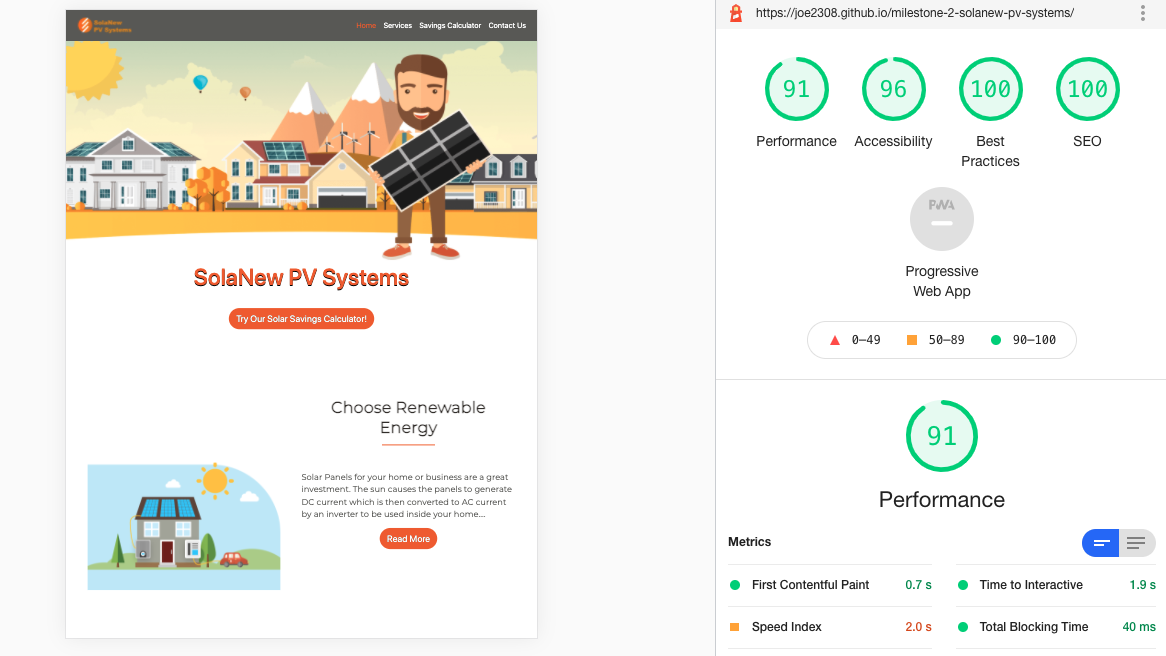 SolaNew
PV Systems
Home Services Savings Calculator Contact Us
SolaNew PV Systems
Try Our Solar Savings Calculator!
Choose Renewable
Energy
Solar Panels for your home or business are a great
investment. The sun causes the panels to generate
DC current which is then converted to AC current
by an inverter to be used inside your home...
Read More
https://joe2308.github.io/milestone-2-solanew-pv-systems/
91 96 100 100
Performance Accessibility Best
Practices SEO
PWA
Progressive
Web App
0–49 50–89 90–100
91
Performance
Metrics
First Contentful Paint 0.7 s Time to Interactive 1.9 s
Speed Index 2.0 s Total Blocking Time 40 ms